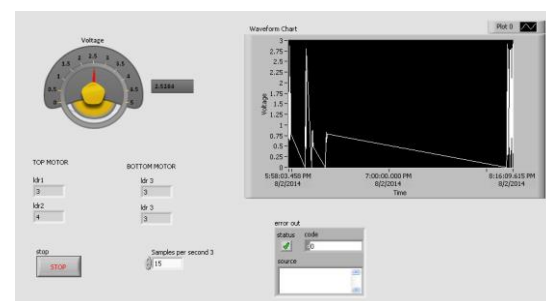 Voltage
0 0.5 1 1.5 2 2.5 3 3.5 4 4.5 5
2.5284
TOP MOTOR
BOTTOM MOTOR
ldr1
3
ldr 3
3
ldr2
4
ldr 3
3
stop
STOP
Samples per second 3
15
Waveform Chart
Plot 0
Voltage
3
2.75
2.5
2.25
2
1.75
1.5
1.25
1
0.75
0.5
0.25
0
5:58:03.450 PM
8/2/2014
7:00:00.000 PM
8/2/2014
8:16:09.615 PM
8/2/2014
Time
error out
status
code
0
source